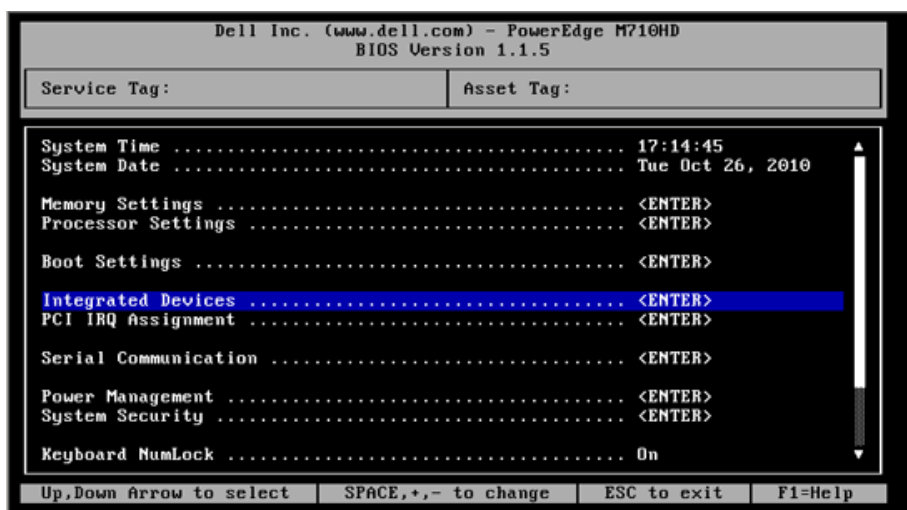 Dell Inc. (www.dell.com) - PowerEdge M710HD
BIOS Version 1.1.5
Service Tag: Asset Tag:
System Time .......................................... 17:14:45
System Date .......................................... Tue Oct 26, 2010
Memory Settings ...................................... <ENTER>
Processor Settings ................................... <ENTER>
Boot Settings ........................................ <ENTER>
Integrated Devices ................................... <ENTER>
PCI IRQ Assignment ................................... <ENTER>
Serial Communication ................................. <ENTER>
Power Management ..................................... <ENTER>
System Security ...................................... <ENTER>
Keyboard NumLock ..................................... On
Up,Down Arrow to select SPACE,+,- to change ESC to exit F1=Help